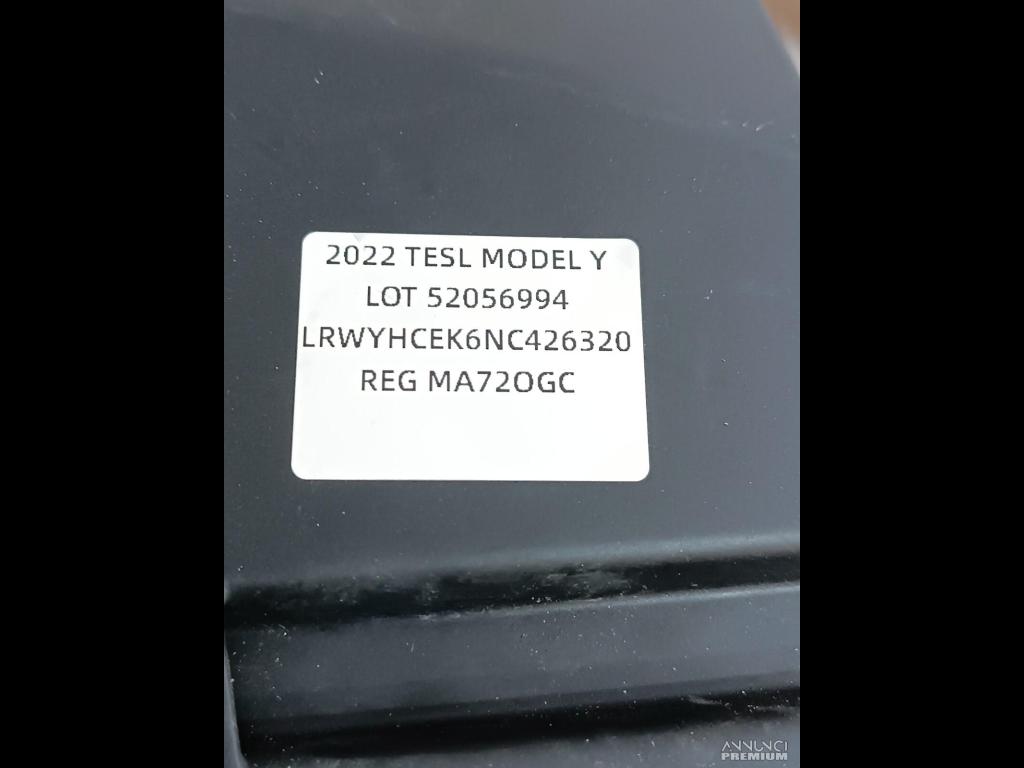 2022 TESL MODEL Y
LOT 52056994
LRWYHCEK6NC426320
REG MA72OGC
ANNUNCI
PREMIUM